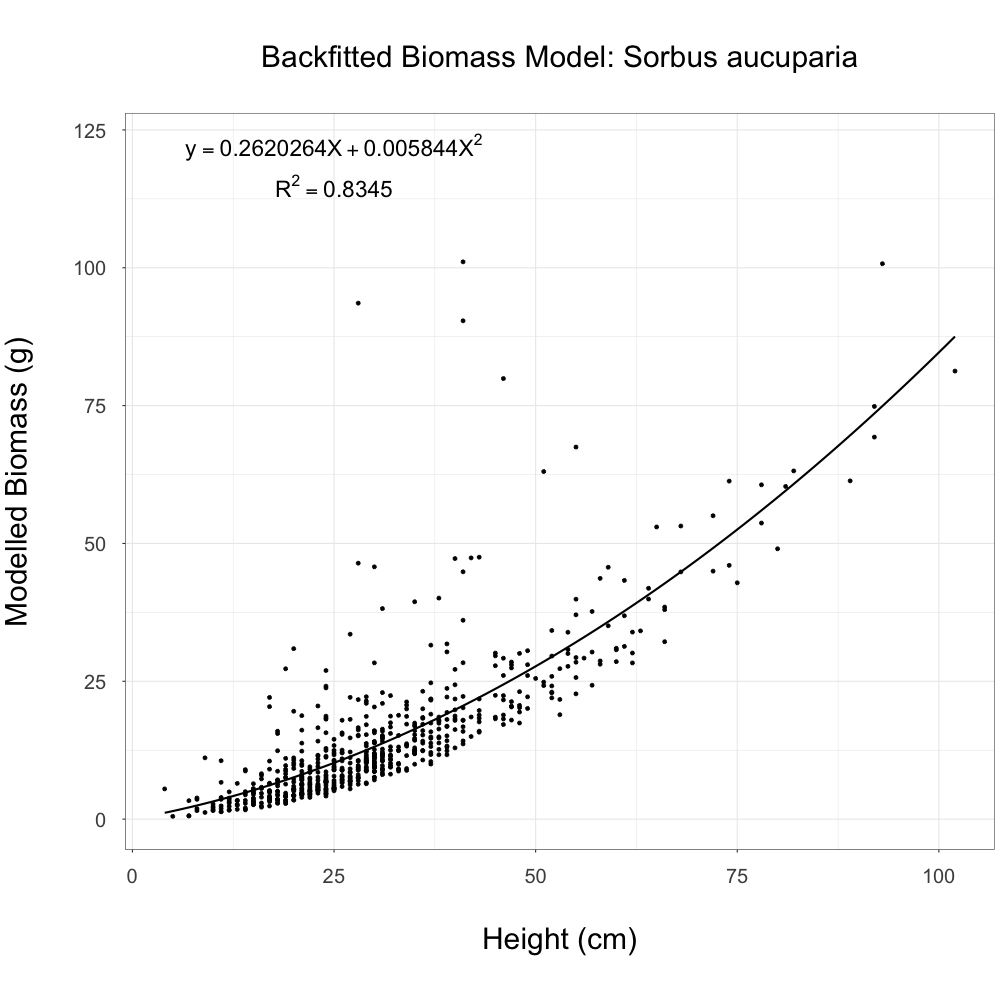 Backfitted Biomass Model: Sorbus aucuparia
y = 0.2620264X + 0.005844X²
R² = 0.8345
125
100
75
50
25
0
Modelled Biomass (g)
0 25 50 75 100
Height (cm)